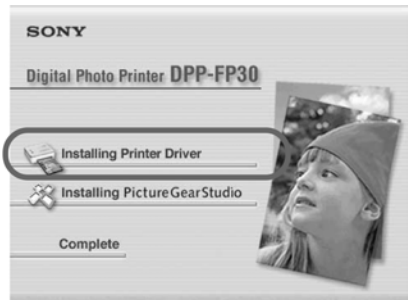 SONY
Digital Photo Printer DPP-FP30
Installing Printer Driver
Installing PictureGearStudio
Complete